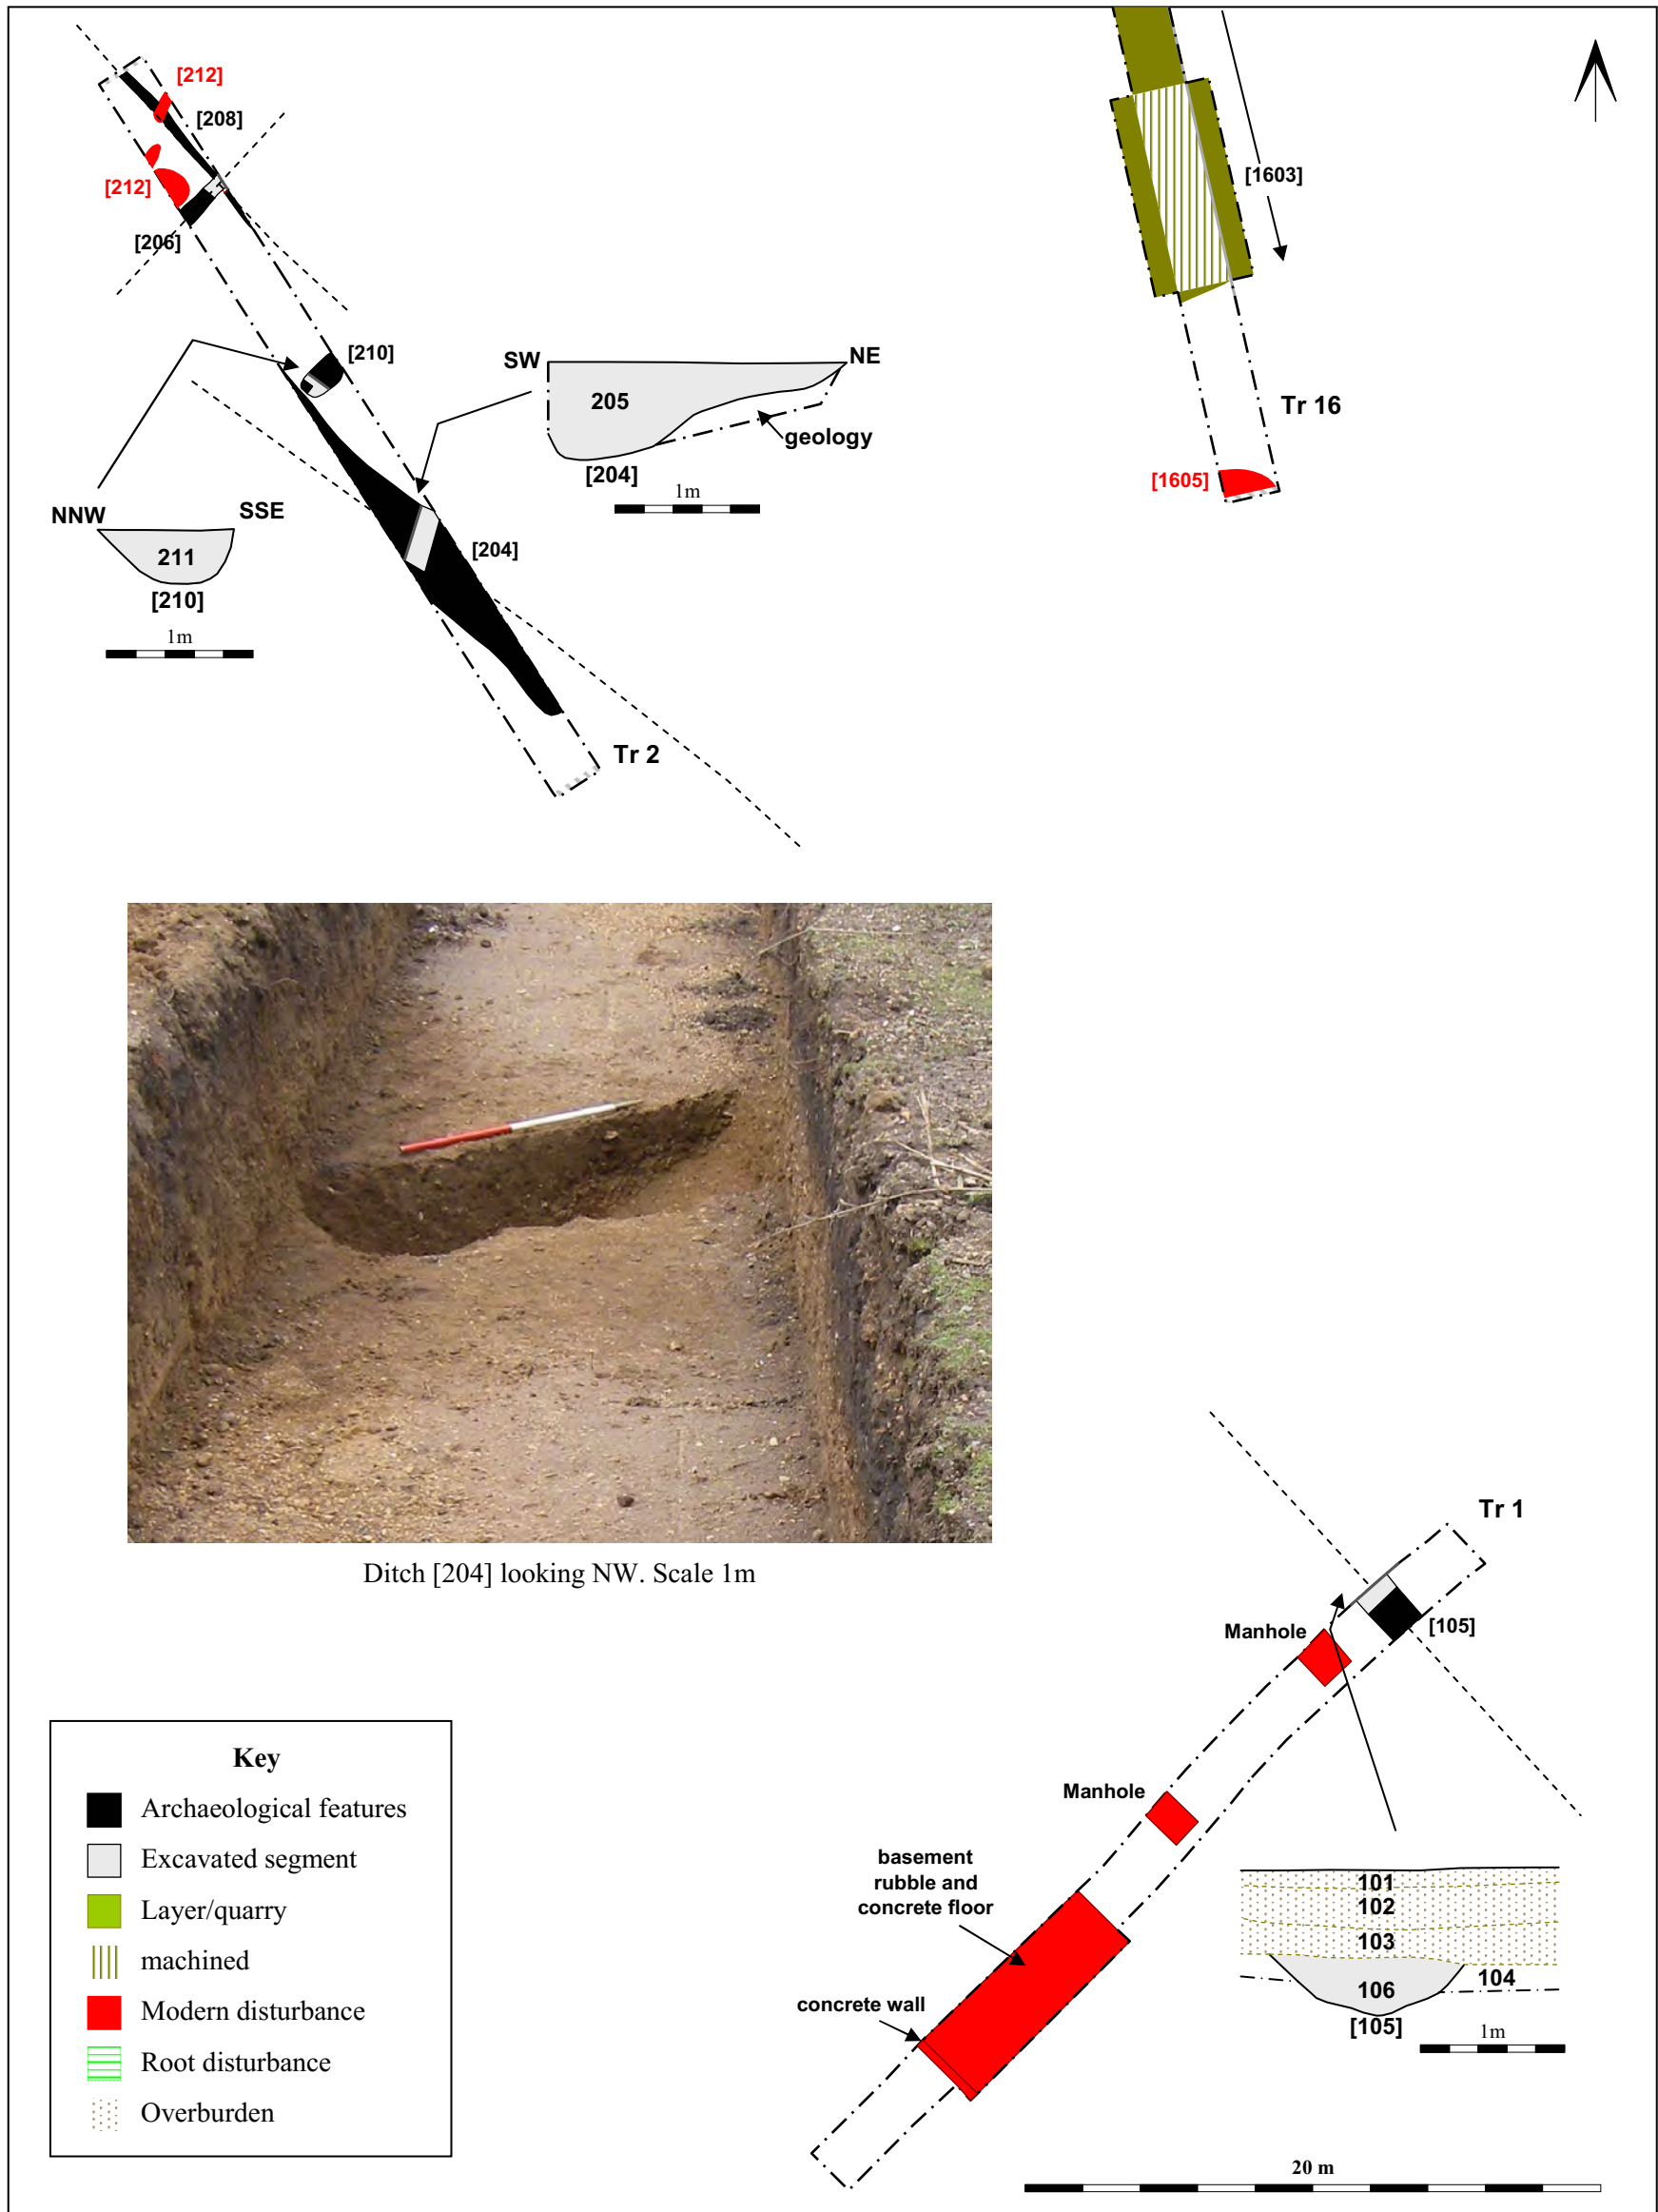 [212]
[208]
[212]
[206]
[210]
SW
NE
205
geology
[204]
1m
NNW
SSE
211
[210]
1m
[204]
Tr 2
[1603]
Tr 16
[1605]
Ditch [204] looking NW. Scale 1m
Tr 1
[105]
Manhole
Manhole
basement
rubble and
concrete floor
concrete wall
101
102
103
104
106
[105]
1m
20 m
Key
Archaeological features
Excavated segment
Layer/quarry
machined
Modern disturbance
Root disturbance
Overburden